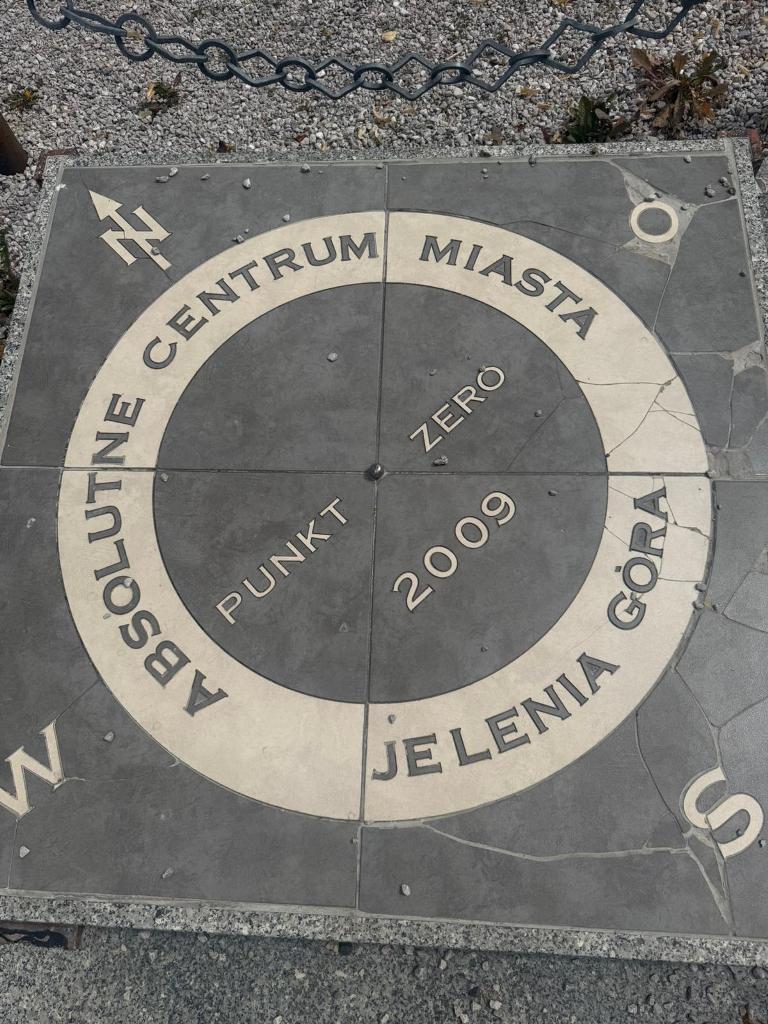 N
O
ABSOLUTNE CENTRUM MIASTA
ZERO
PUNKT
2009
JELENIA GÓRA
W
S